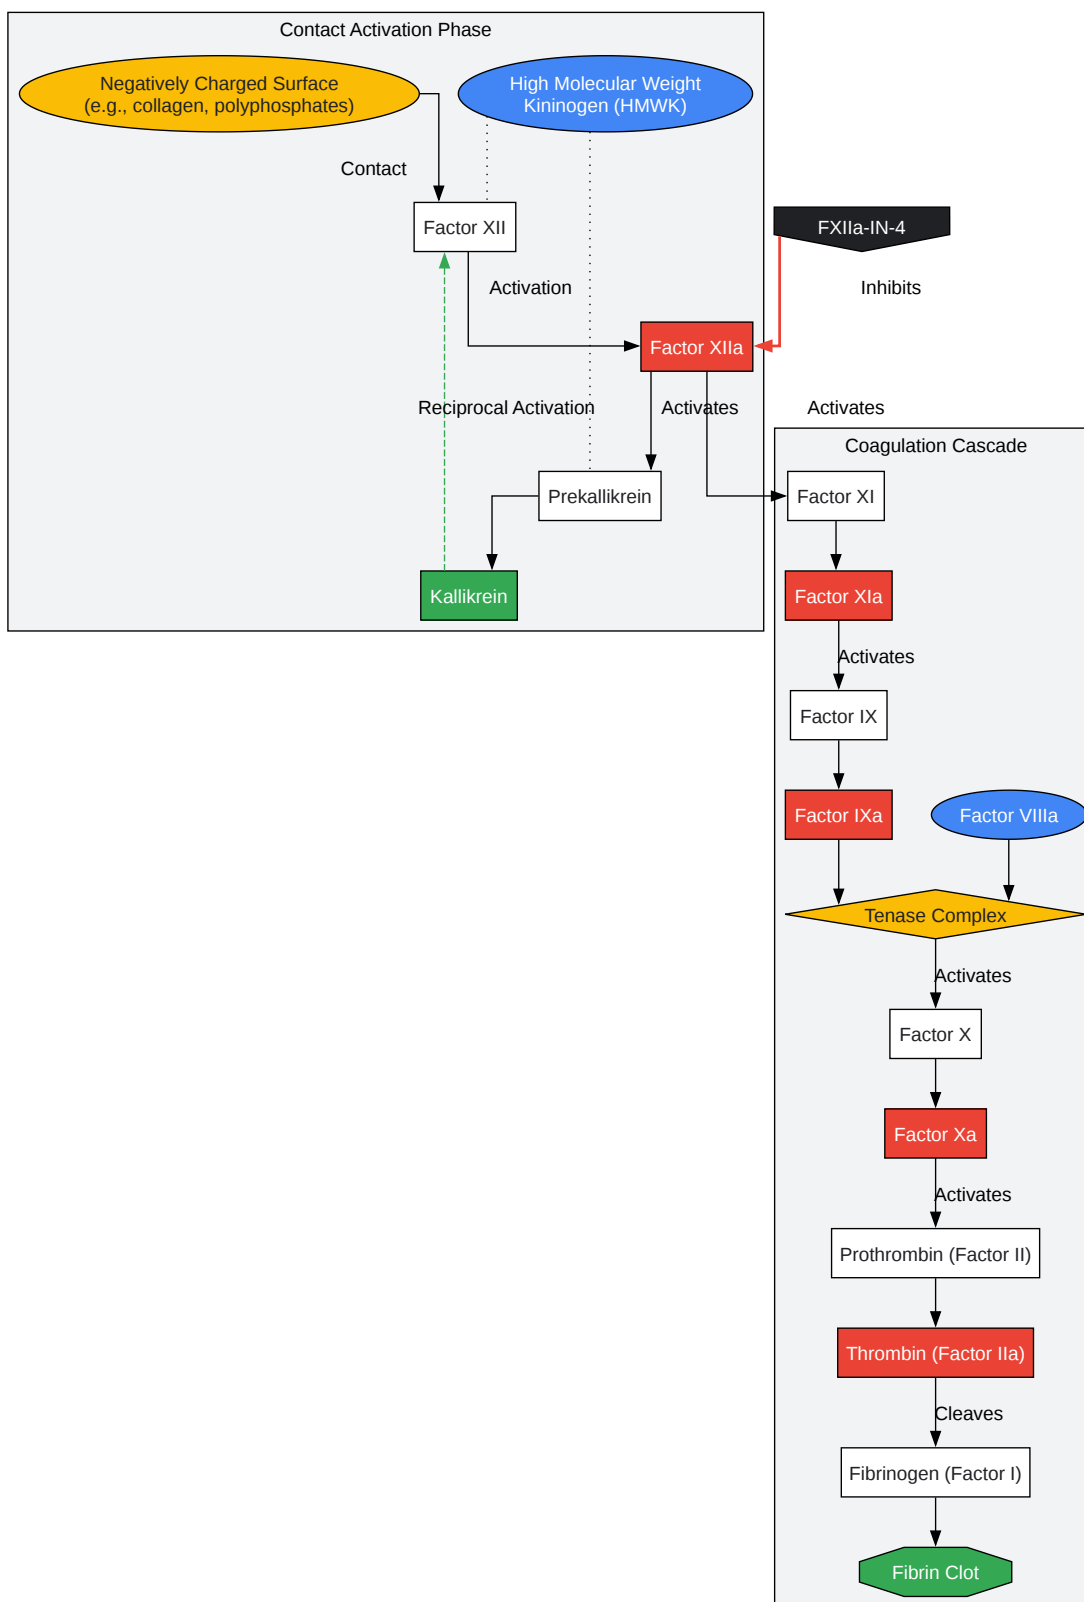 Contact Activation Phase
Negatively Charged Surface
(e.g., collagen, polyphosphates)
High Molecular Weight
Kininogen (HMWK)
Contact
Factor XII
FXIIa-IN-4
Activation
Inhibits
Factor XIIa
Reciprocal Activation
Activates
Activates
Coagulation Cascade
Prekallikrein
Factor XI
Kallikrein
Factor XIa
Activates
Factor IX
Factor IXa
Factor VIIIa
Tenase Complex
Activates
Factor X
Factor Xa
Activates
Prothrombin (Factor II)
Thrombin (Factor IIa)
Cleaves
Fibrinogen (Factor I)
Fibrin Clot